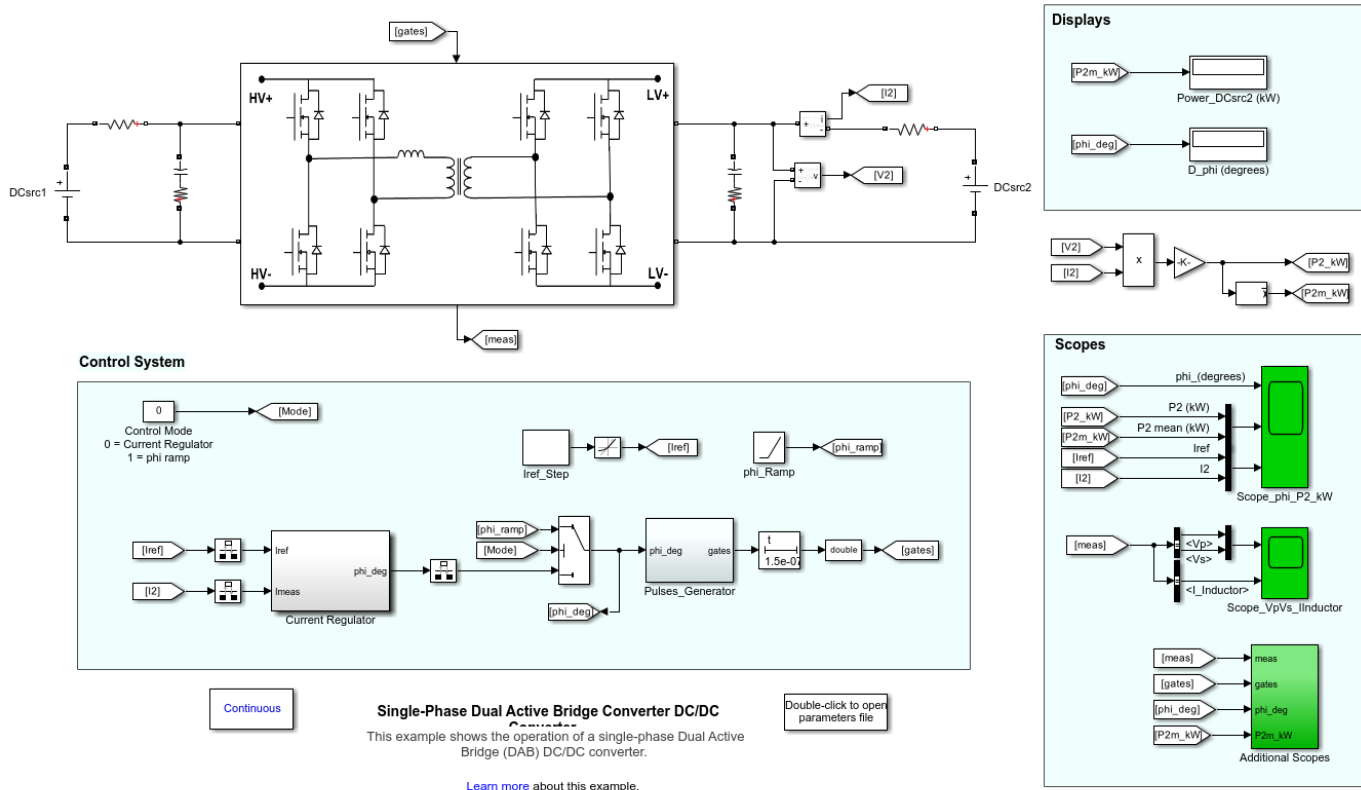 [gates]
HV+
LV+
HV-
LV-
DCsrc1
+
[I2]
+
-
i
+
-
v
[V2]
+
DCsrc2
[meas]
Displays
[P2m_kW]
Power_DCsrc2 (kW)
[phi_deg]
D_phi (degrees)
[V2]
[I2]
x
-K-
[P2_kW]
[P2m_kW]
Control System
0
[Mode]
Control Mode
0 = Current Regulator
1 = phi ramp
Iref_Step
[Iref]
phi_Ramp
[phi_ramp]
[Iref]
[I2]
Iref
Imeas
phi_deg
Current Regulator
[phi_ramp]
[Mode]
[phi_deg]
phi_deg
gates
Pulses_Generator
t
1.5e-07
double
[gates]
Scopes
[phi_deg]
phi_(degrees)
[P2_kW]
P2 (kW)
[P2m_kW]
P2 mean (kW)
[Iref]
Iref
[I2]
I2
Scope_phi_P2_kW
[meas]
<Vp>
<Vs>
<I_Inductor>
Scope_VpVs_IInductor
[meas]
meas
[gates]
gates
[phi_deg]
phi_deg
[P2m_kW]
P2m_kW
Additional Scopes
Continuous
Single-Phase Dual Active Bridge Converter DC/DC
Converter
This example shows the operation of a single-phase Dual Active
Bridge (DAB) DC/DC converter.
Learn more about this example.
Double-click to open
parameters file